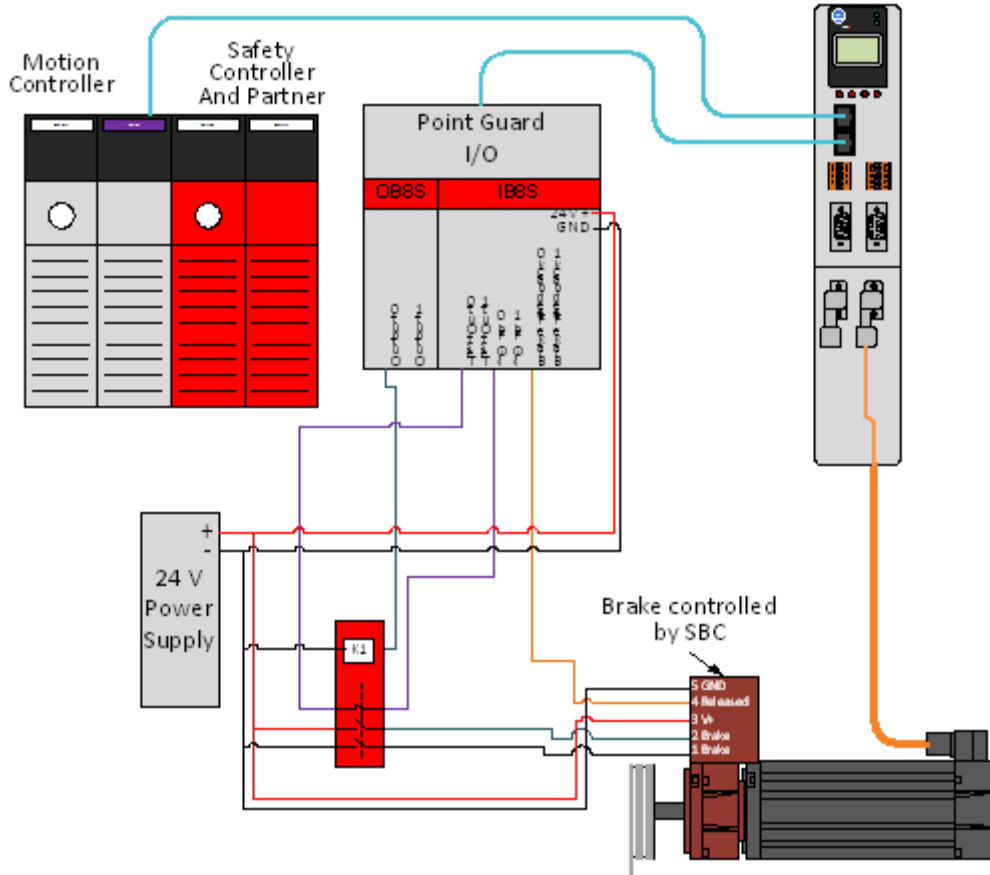 Motion
Controller
Safety
Controller
And Partner
Point Guard
I/O
OB8S
IB8S
24V +
GND
+
-
24 V
Power
Supply
K1
Brake controlled
by SBC
5 GND
4 Released
3 V+
2 Brake
1 Brake